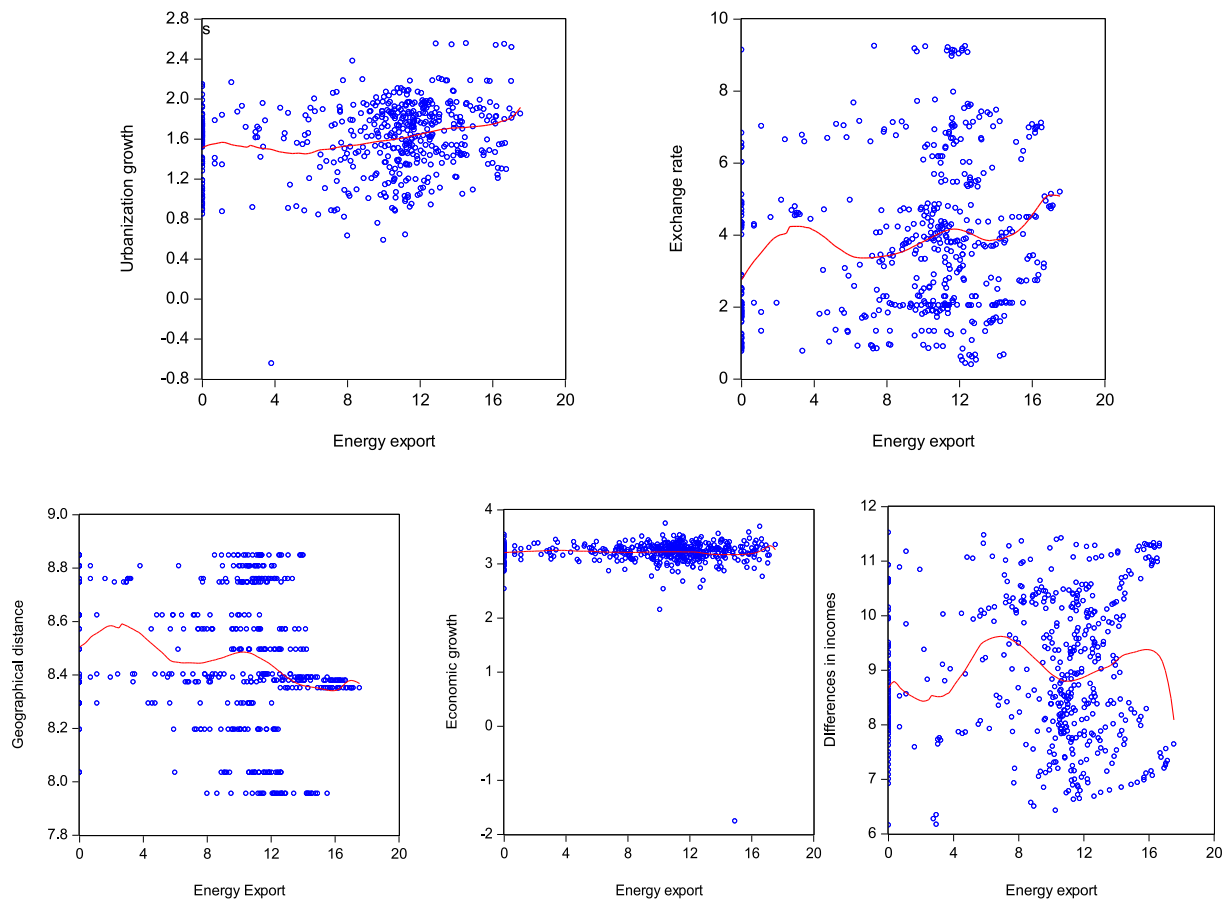 2.8
s
2.4
2.0
1.6
1.2
0.8
0.4
0.0
-0.4
-0.8
0 4 8 12 16 20
Urbanization growth
Energy export
10
8
6
4
2
0
0 4 8 12 16 20
Exchange rate
Energy export
9.0
8.8
8.6
8.4
8.2
8.0
7.8
0 4 8 12 16 20
Geographical distance
Energy Export
4
3
2
1
0
-1
-2
0 4 8 12 16 20
Economic growth
Energy export
12
11
10
9
8
7
6
0 4 8 12 16 20
DIfferences in incomes
Energy export